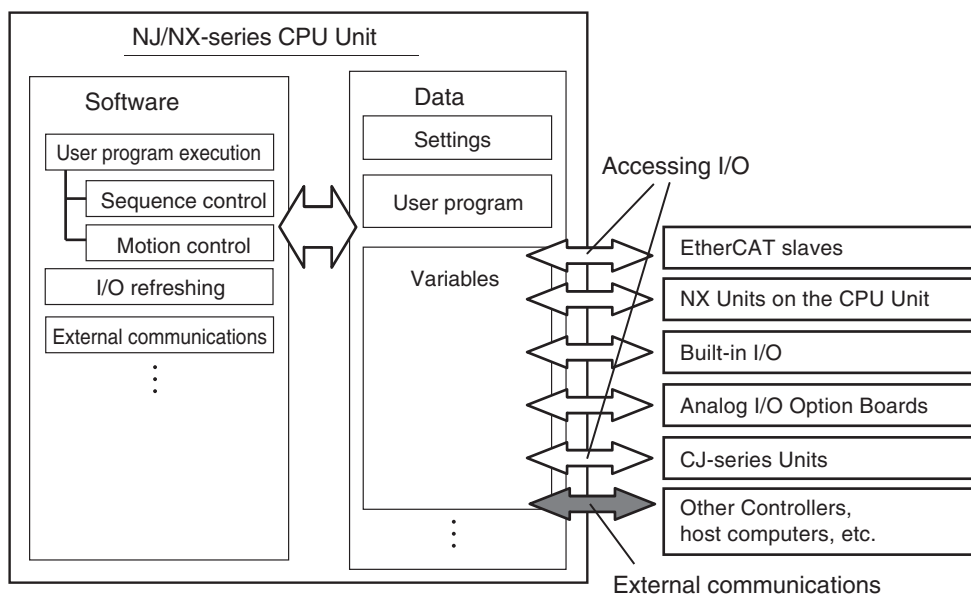 NJ/NX-series CPU Unit
Software
User program execution
Sequence control
Motion control
I/O refreshing
External communications
Data
Settings
User program
Variables
Accessing I/O
EtherCAT slaves
NX Units on the CPU Unit
Built-in I/O
Analog I/O Option Boards
CJ-series Units
Other Controllers,
host computers, etc.
External communications